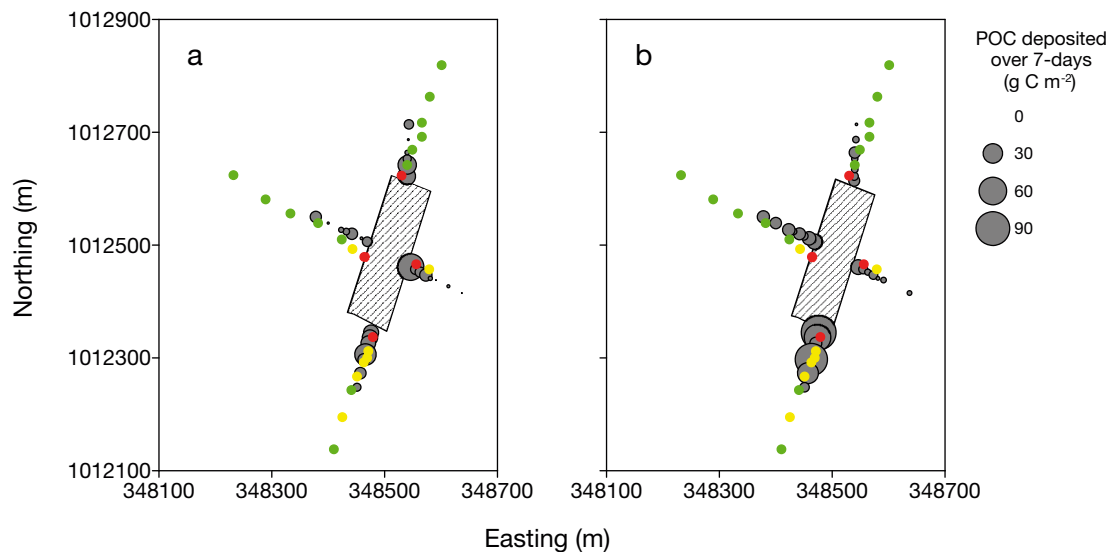 a
b
1012900
1012700
1012500
1012300
1012100
Northing (m)
348100
348300
348500
348700
348100
348300
348500
348700
Easting (m)
POC deposited
over 7-days
(g C m⁻²)
0
30
60
90